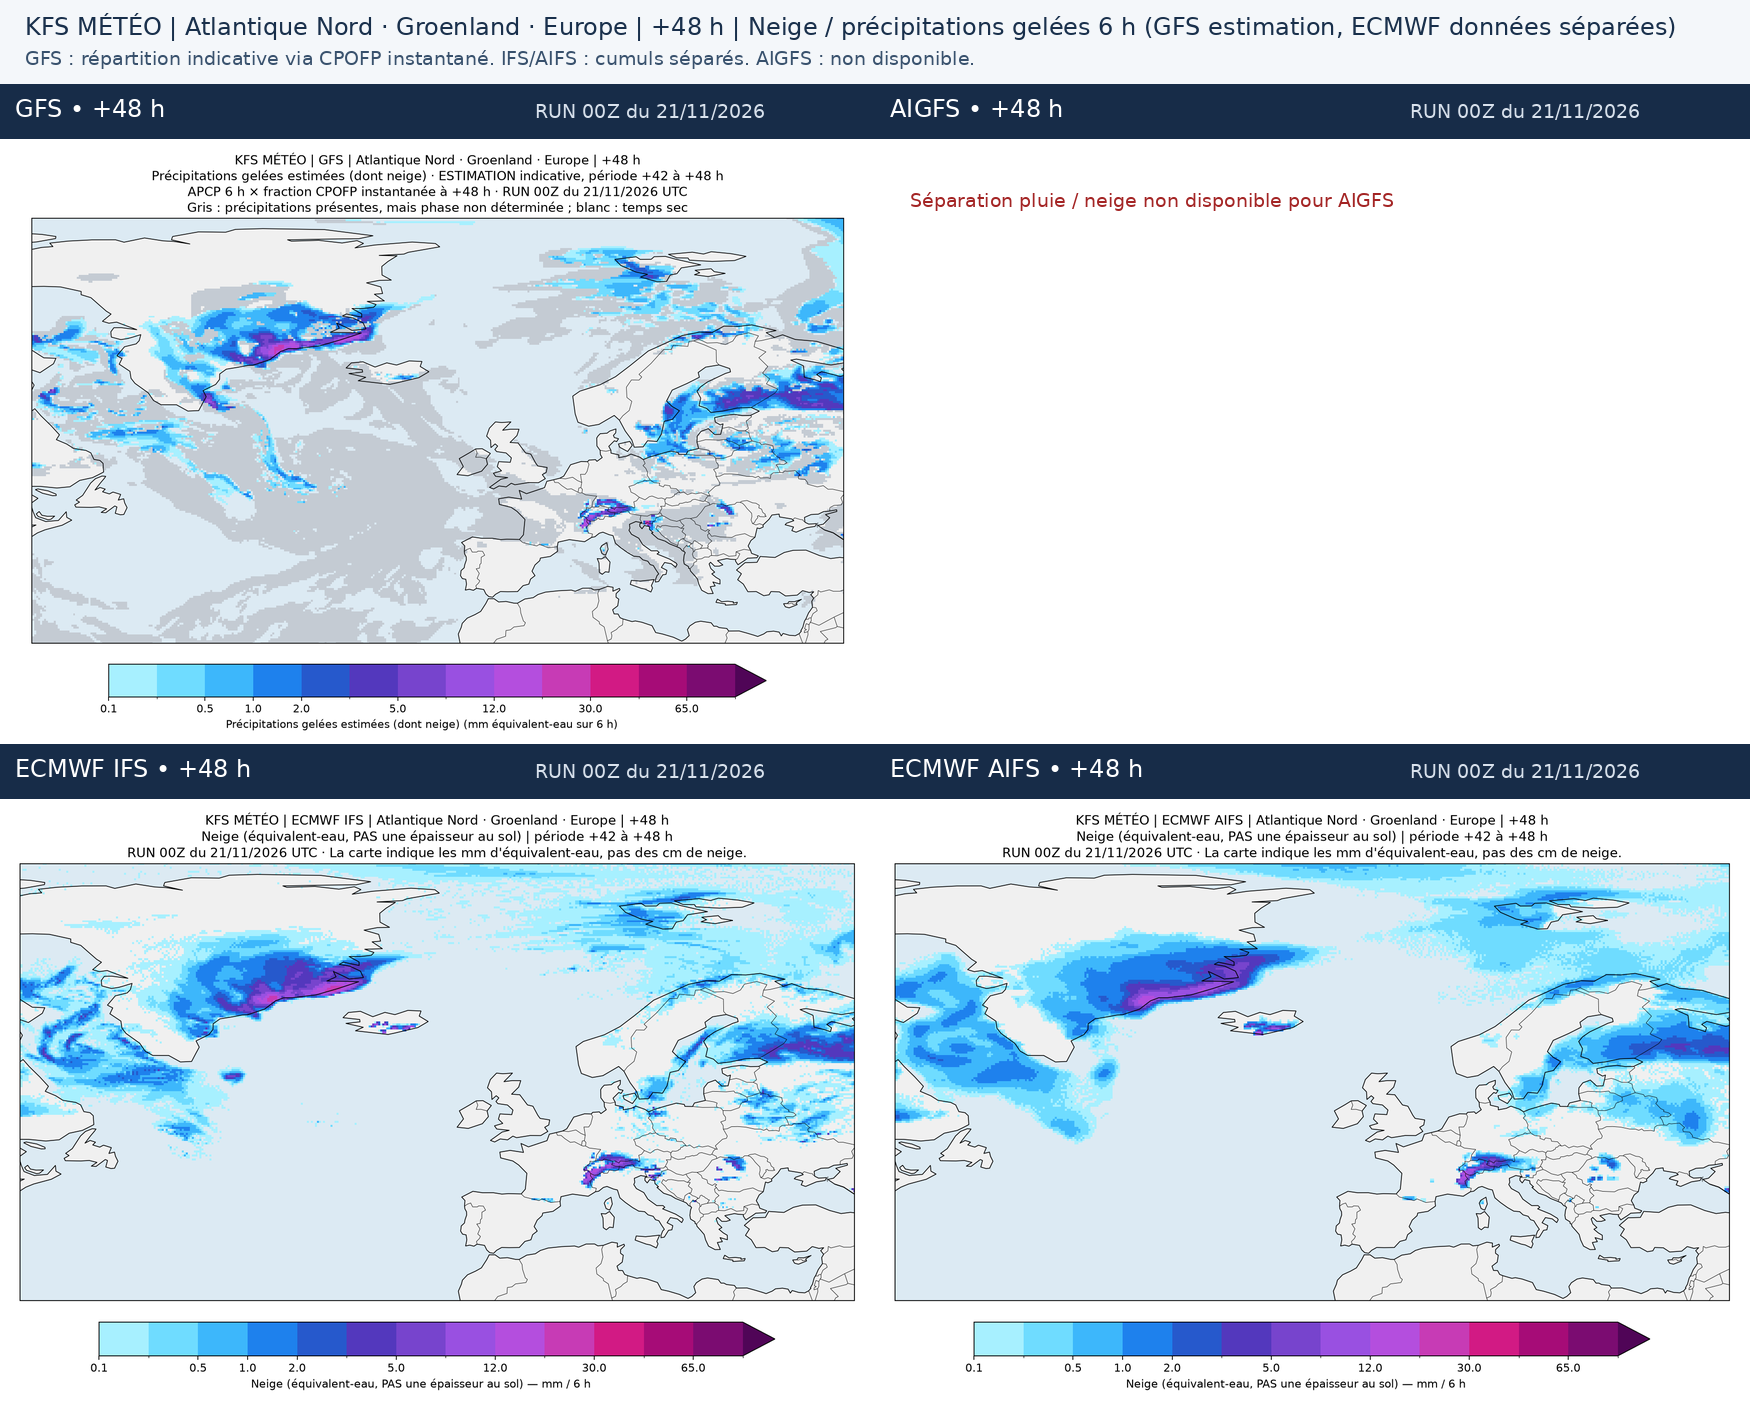 KFS MÉTÉO | Atlantique Nord · Groenland · Europe | +48 h | Neige / précipitations gelées 6 h (GFS estimation, ECMWF données séparées)
GFS : répartition indicative via CPOFP instantané. IFS/AIFS : cumuls séparés. AIGFS : non disponible.
GFS • +48 h
RUN 00Z du 21/11/2026
AIGFS • +48 h
RUN 00Z du 21/11/2026
KFS MÉTÉO | GFS | Atlantique Nord · Groenland · Europe | +48 h
Précipitations gelées estimées (dont neige) · ESTIMATION indicative, période +42 à +48 h
APCP 6 h × fraction CPOFP instantanée à +48 h · RUN 00Z du 21/11/2026 UTC
Gris : précipitations présentes, mais phase non déterminée ; blanc : temps sec
Séparation pluie / neige non disponible pour AIGFS
0.1 0.5 1.0 2.0 5.0 12.0 30.0 65.0
Précipitations gelées estimées (dont neige) (mm équivalent-eau sur 6 h)
ECMWF IFS • +48 h
RUN 00Z du 21/11/2026
ECMWF AIFS • +48 h
RUN 00Z du 21/11/2026
KFS MÉTÉO | ECMWF IFS | Atlantique Nord · Groenland · Europe | +48 h
Neige (équivalent-eau, PAS une épaisseur au sol) | période +42 à +48 h
RUN 00Z du 21/11/2026 UTC · La carte indique les mm d'équivalent-eau, pas des cm de neige.
KFS MÉTÉO | ECMWF AIFS | Atlantique Nord · Groenland · Europe | +48 h
Neige (équivalent-eau, PAS une épaisseur au sol) | période +42 à +48 h
RUN 00Z du 21/11/2026 UTC · La carte indique les mm d'équivalent-eau, pas des cm de neige.
0.1 0.5 1.0 2.0 5.0 12.0 30.0 65.0
Neige (équivalent-eau, PAS une épaisseur au sol) — mm / 6 h
0.1 0.5 1.0 2.0 5.0 12.0 30.0 65.0
Neige (équivalent-eau, PAS une épaisseur au sol) — mm / 6 h